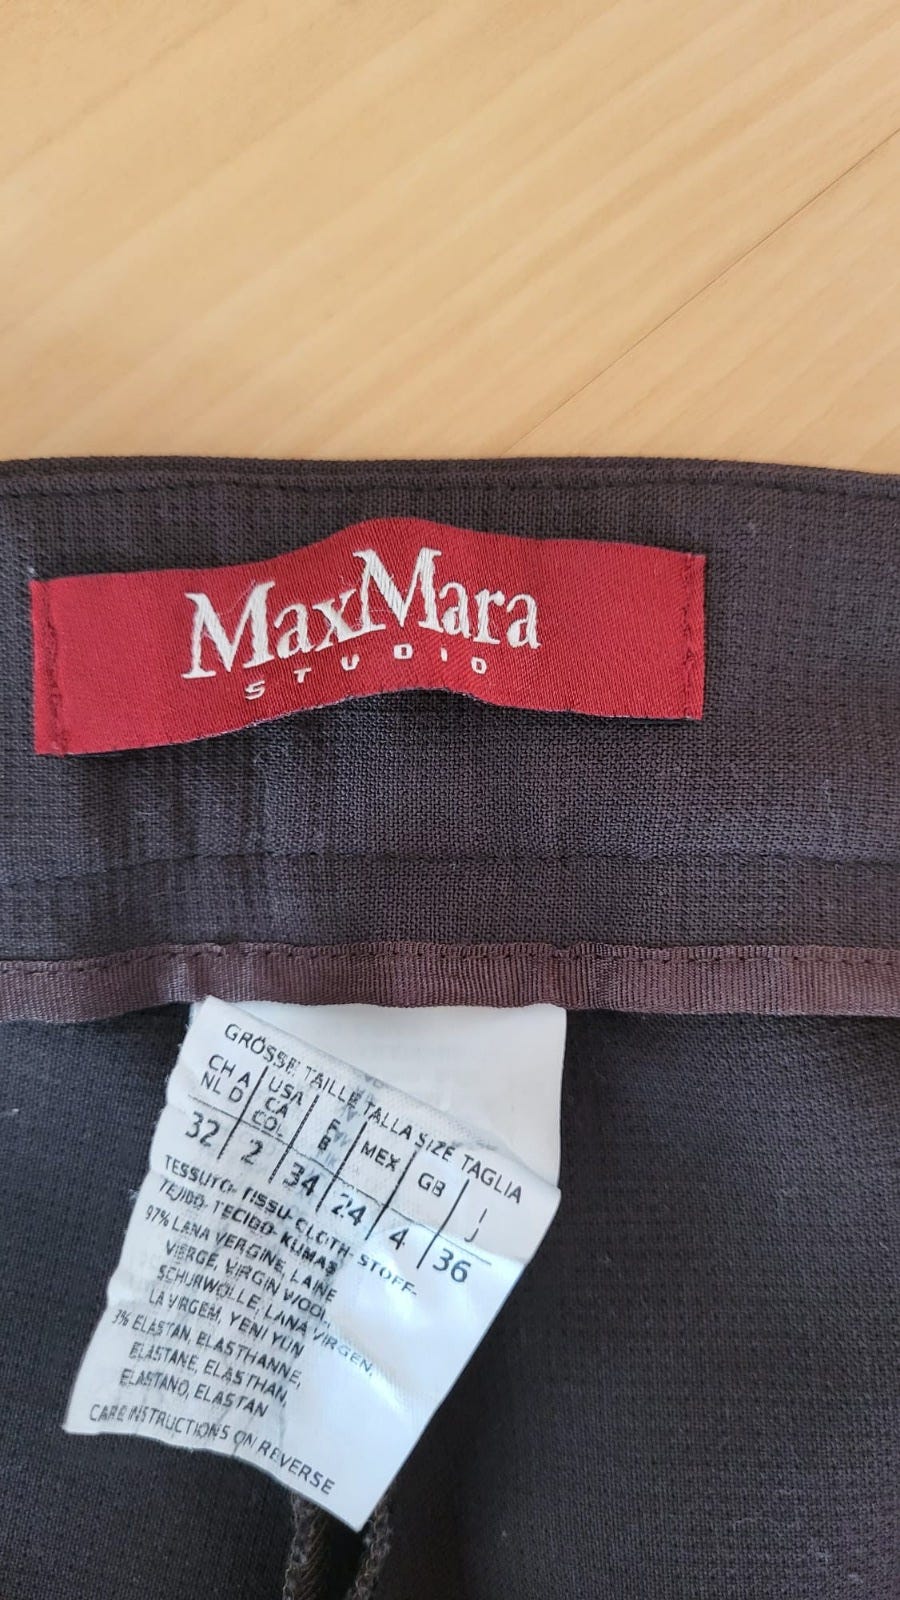 MaxMara
STUDIO
GRÖSSE TAILLE TALLA SIZE TAGLIA
CH A NL D USA CA COL F B MEX GB I J
32 2 34 24 4 36
TESSUTO- TISSU- CLOTH- STOFF-
TEJIDO- TECIDO- KUMAS
97% LANA VERGINE, LAINE
VIERGE, VIRGIN WOOL,
SCHURWOLLE, LANA VIRGEN,
LA VIRGEM, YENI YUN
3% ELASTAN, ELASTHANNE,
ELASTANE, ELASTHAN,
ELASTANO, ELASTAN
CARE INSTRUCTIONS ON REVERSE